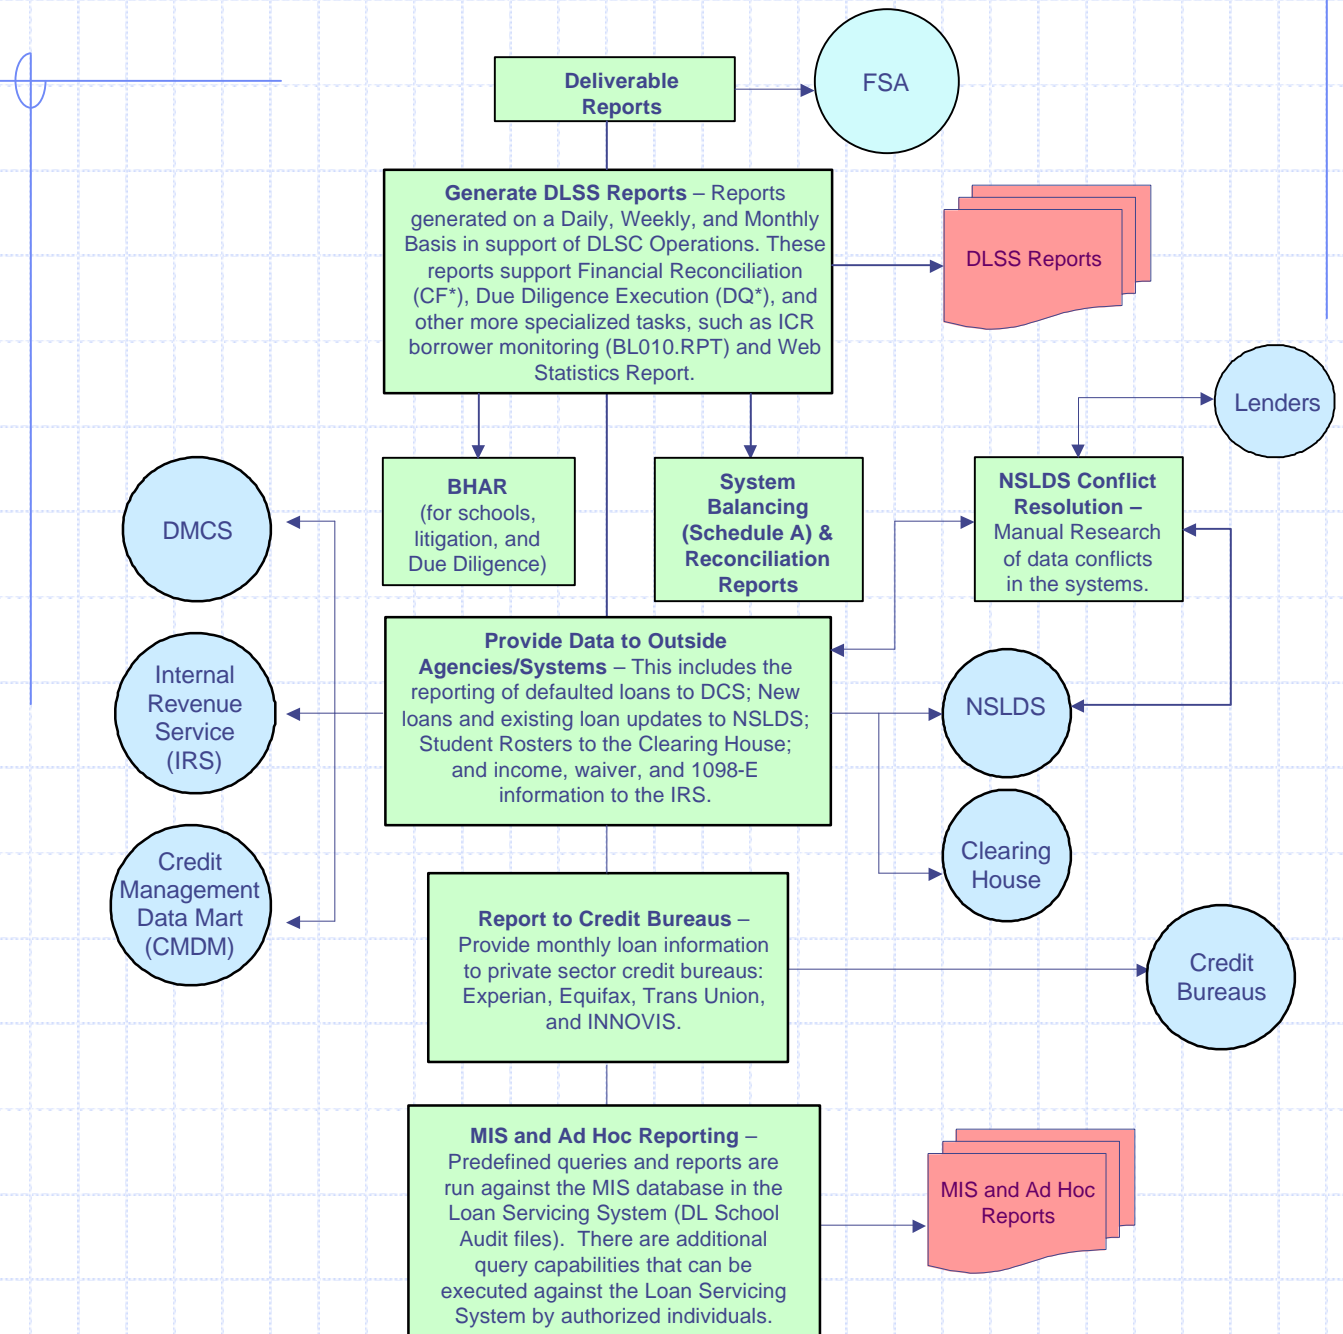 Deliverable
Reports
FSA
Generate DLSS Reports – Reports
generated on a Daily, Weekly, and Monthly
Basis in support of DLSC Operations. These
reports support Financial Reconciliation
(CF*), Due Diligence Execution (DQ*), and
other more specialized tasks, such as ICR
borrower monitoring (BL010.RPT) and Web
Statistics Report.
DLSS Reports
Lenders
DMCS
BHAR
(for schools,
litigation, and
Due Diligence)
System
Balancing
(Schedule A) &
Reconciliation
Reports
NSLDS Conflict
Resolution –
Manual Research
of data conflicts
in the systems.
Internal
Revenue
Service
(IRS)
Provide Data to Outside
Agencies/Systems – This includes the
reporting of defaulted loans to DCS; New
loans and existing loan updates to NSLDS;
Student Rosters to the Clearing House;
and income, waiver, and 1098-E
information to the IRS.
NSLDS
Clearing
House
Credit
Management
Data Mart
(CMDM)
Report to Credit Bureaus –
Provide monthly loan information
to private sector credit bureaus:
Experian, Equifax, Trans Union,
and INNOVIS.
Credit
Bureaus
MIS and Ad Hoc Reporting –
Predefined queries and reports are
run against the MIS database in the
Loan Servicing System (DL School
Audit files).  There are additional
query capabilities that can be
executed against the Loan Servicing
System by authorized individuals.
MIS and Ad Hoc
Reports